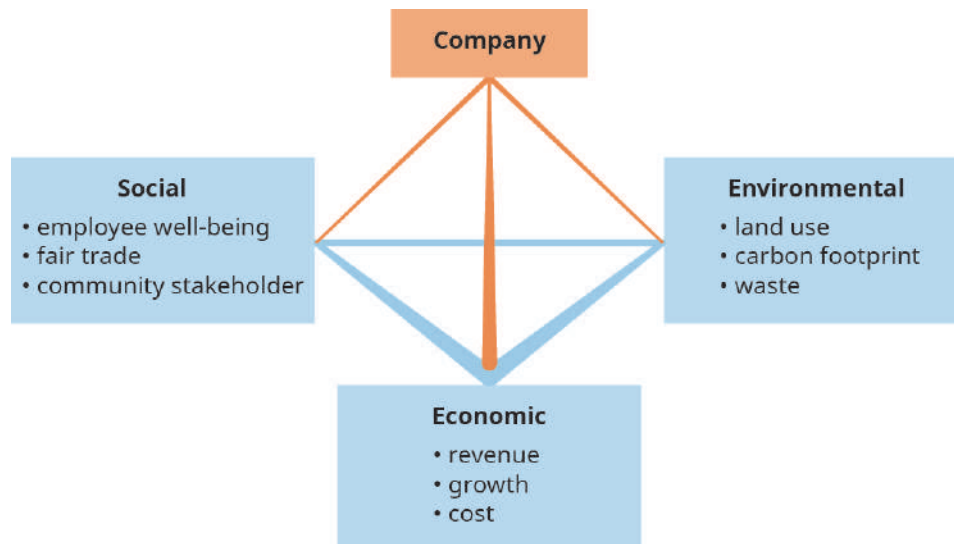 Company
Social
• employee well-being
• fair trade
• community stakeholder
Environmental
• land use
• carbon footprint
• waste
Economic
• revenue
• growth
• cost